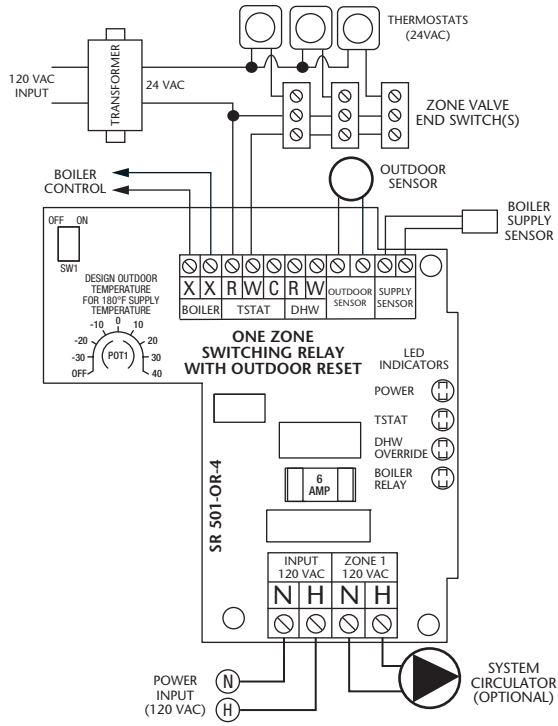 THERMOSTATS
(24VAC)
TRANSFORMER
120 VAC
INPUT
24 VAC
ZONE VALVE
END SWITCH(S)
OUTDOOR
SENSOR
BOILER
CONTROL
BOILER
SUPPLY
SENSOR
OFF ON
SW1
DESIGN OUTDOOR
TEMPERATURE
FOR 180°F SUPPLY
TEMPERATURE
-10 0 10
-20 20
-30 POT1 30
OFF 40
X X R W C R W
OUTDOOR
SENSOR
SUPPLY
SENSOR
BOILER TSTAT DHW
ONE ZONE
SWITCHING RELAY
WITH OUTDOOR RESET
LED
INDICATORS
POWER
TSTAT
DHW
OVERRIDE
BOILER
RELAY
6
AMP
SR 501-OR-4
INPUT
120 VAC
ZONE 1
120 VAC
N H N H
POWER
INPUT
(120 VAC)
N
H
SYSTEM
CIRCULATOR
(OPTIONAL)